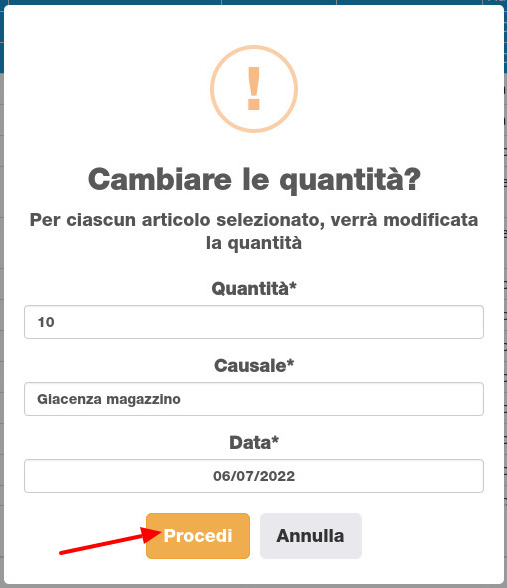 !
Cambiare le quantità?
Per ciascun articolo selezionato, verrà modificata
la quantità
Quantità*
10
Causale*
Giacenza magazzino
Data*
06/07/2022
Procedi
Annulla